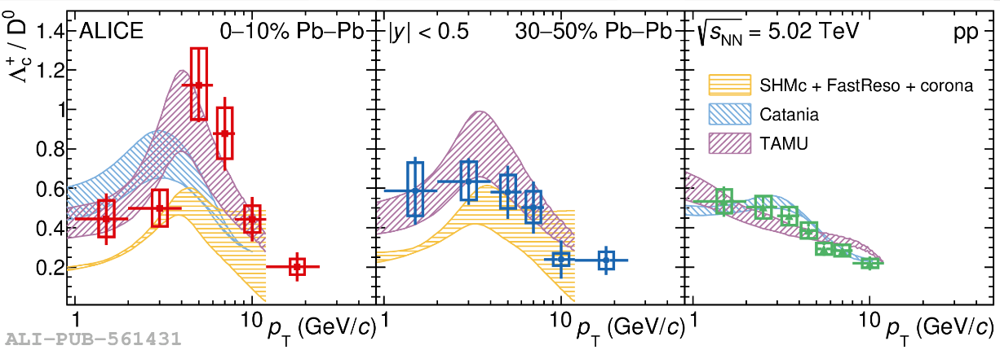 Λc+ / D0
1.4
1.2
1
0.8
0.6
0.4
0.2
ALICE
0–10% Pb–Pb
|y| < 0.5
30–50% Pb–Pb
√sNN = 5.02 TeV
pp
SHMc + FastReso + corona
Catania
TAMU
1
10
1
10
1
10
pT (GeV/c)
pT (GeV/c)
pT (GeV/c)
ALI−PUB−561431